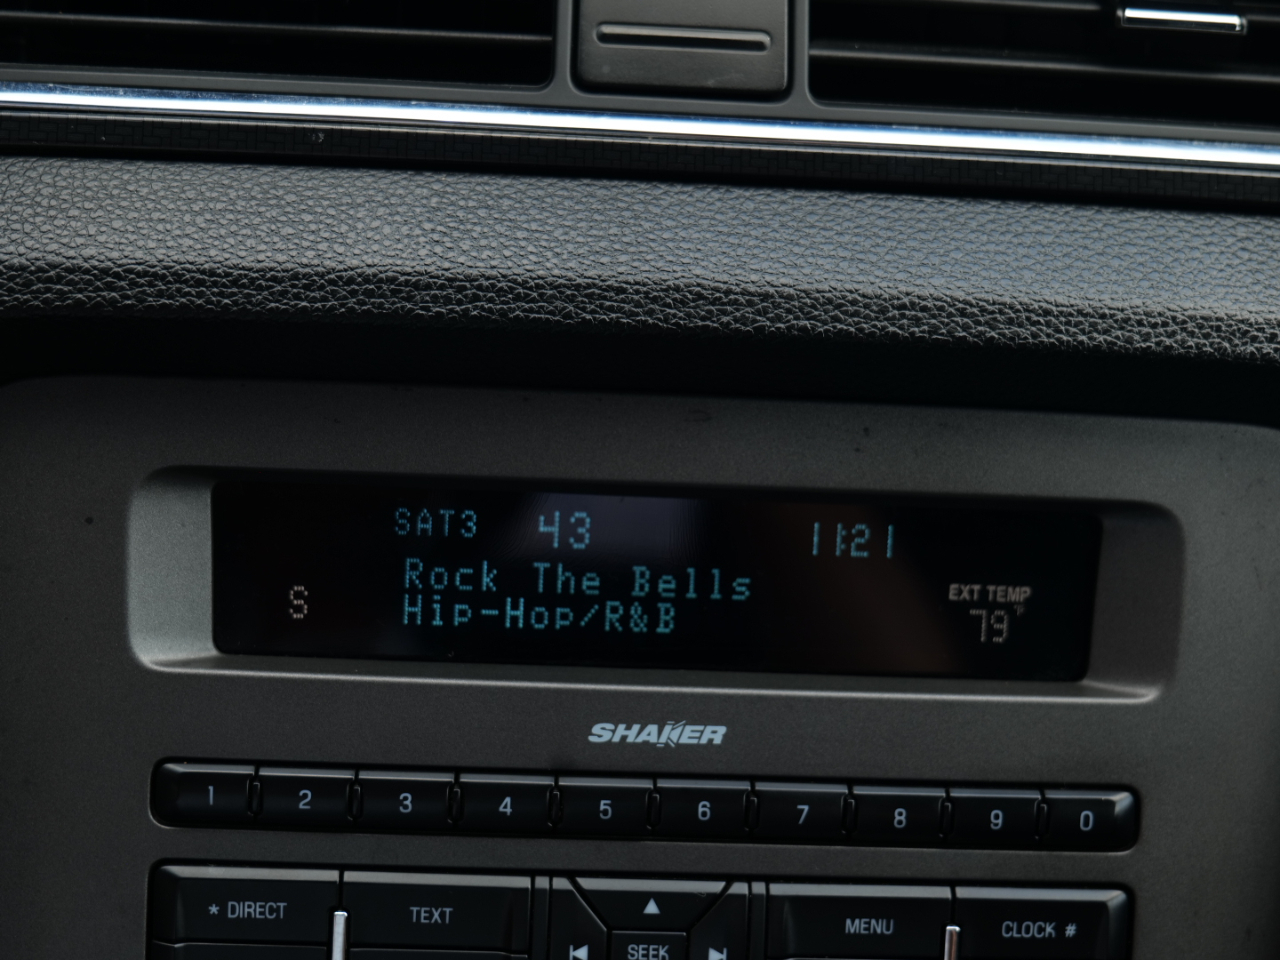 SAT3 43 11:21
Rock The Bells
EXT TEMP
S Hip-Hop/R&B 79°F
SHAKER
1 2 3 4 5 6 7 8 9 0
* DIRECT TEXT ▲ MENU CLOCK #
SEEK